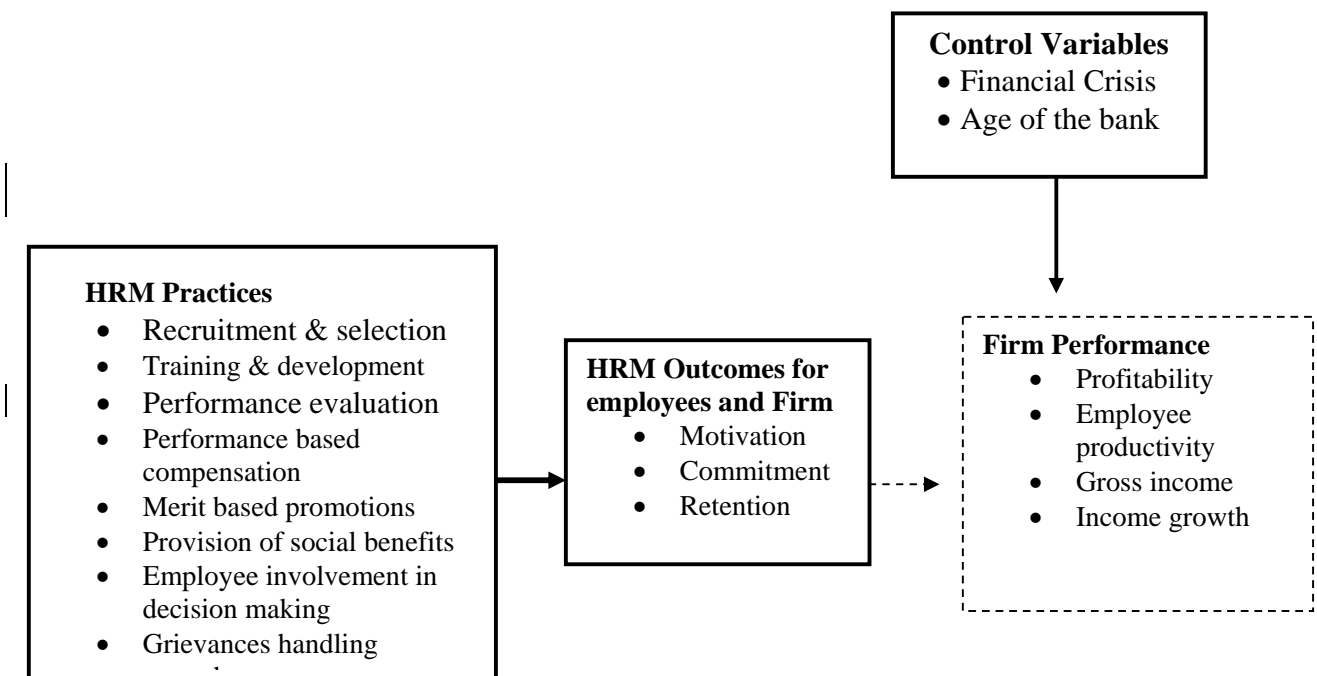 Control Variables
• Financial Crisis
• Age of the bank
HRM Practices
• Recruitment & selection
• Training & development
• Performance evaluation
• Performance based
compensation
• Merit based promotions
• Provision of social benefits
• Employee involvement in
decision making
• Grievances handling
HRM Outcomes for
employees and Firm
• Motivation
• Commitment
• Retention
Firm Performance
• Profitability
• Employee
productivity
• Gross income
• Income growth